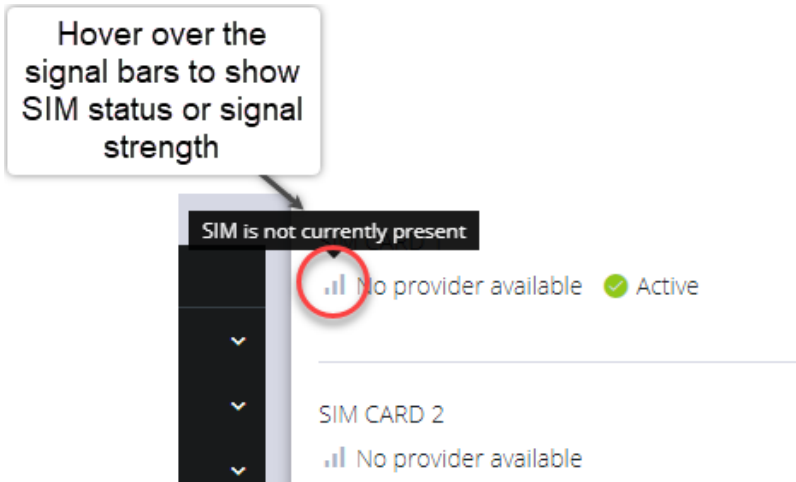 Hover over the
signal bars to show
SIM status or signal
strength
SIM is not currently present
No provider available Active
SIM CARD 2
No provider available